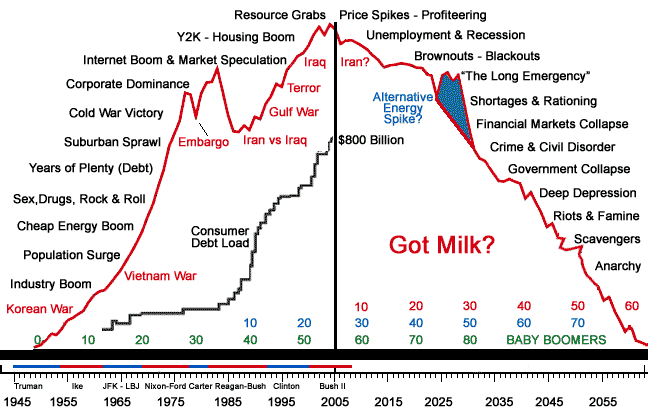 Resource Grabs
Price Spikes - Profiteering
Y2K - Housing Boom
Unemployment & Recession
Internet Boom & Market Speculation
Iraq
Iran?
Brownouts - Blackouts
Corporate Dominance
Terror
"The Long Emergency"
Alternative
Energy
Spike?
Shortages & Rationing
Cold War Victory
Gulf War
Financial Markets Collapse
Suburban Sprawl
Embargo
Iran vs Iraq
$800 Billion
Crime & Civil Disorder
Years of Plenty (Debt)
Government Collapse
Sex,Drugs, Rock & Roll
Deep Depression
Cheap Energy Boom
Consumer
Debt Load
Riots & Famine
Got Milk?
Scavengers
Population Surge
Anarchy
Industry Boom
Vietnam War
Korean War
10 20 30 40 50 60
10 20 30 40 50 60 70
0 10 20 30 40 50 60 70 80 BABY BOOMERS
Truman Ike JFK - LBJ Nixon-Ford Carter Reagan-Bush Clinton Bush II
1945 1955 1965 1975 1985 1995 2005 2015 2025 2035 2045 2055